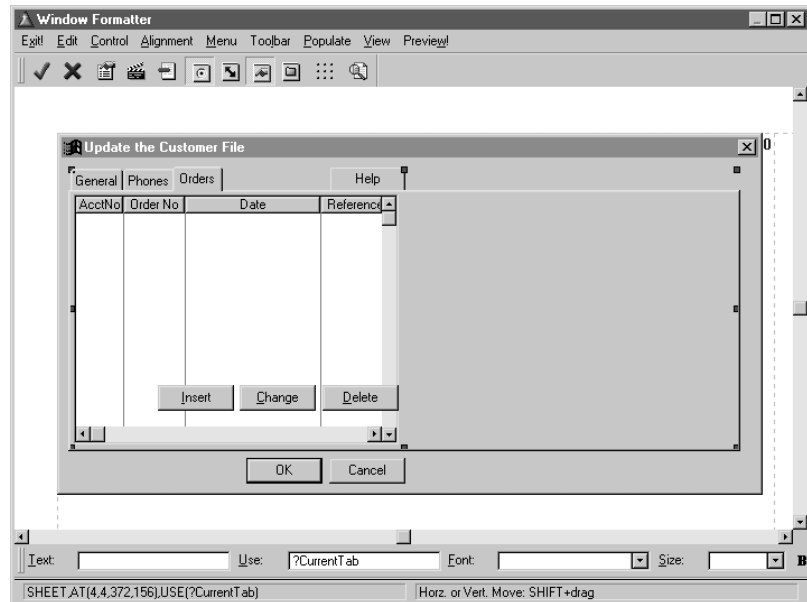 Window Formatter
Exit! Edit Control Alignment Menu Toolbar Populate View Preview!
Update the Customer File
0
General Phones Orders Help
AcctNo Order No Date Reference
Insert Change Delete
OK Cancel
Text: Use: ?CurrentTab Font: Size: B
SHEET,AT(4,4,372,156),USE(?CurrentTab) Horz. or Vert. Move: SHIFT+drag